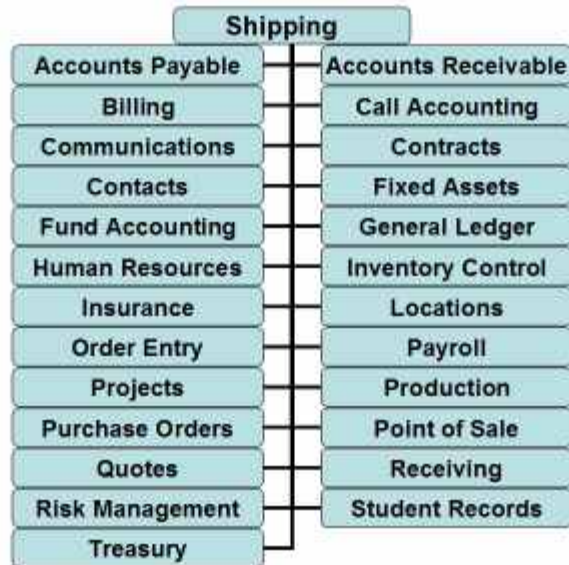 Shipping
Accounts Payable
Accounts Receivable
Billing
Call Accounting
Communications
Contracts
Contacts
Fixed Assets
Fund Accounting
General Ledger
Human Resources
Inventory Control
Insurance
Locations
Order Entry
Payroll
Projects
Production
Purchase Orders
Point of Sale
Quotes
Receiving
Risk Management
Student Records
Treasury